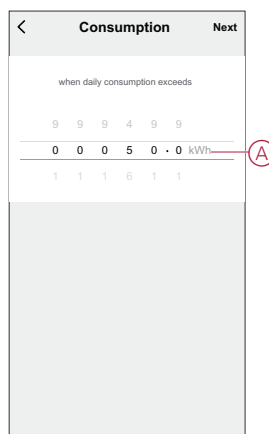 < Consumption Next
when daily consumption exceeds
9 9 9 4 9 9
0 0 0 5 0 . 0 kWh
A
1 1 1 6 1 1